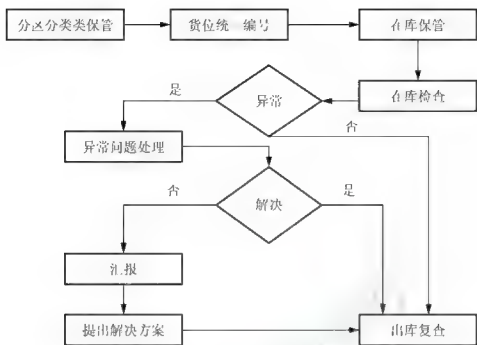 分区分类类保管
货位统一编号
在库保管
是
异常
在库检查
否
异常问题处理
否
解决
是
汇报
提出解决方案
出库复查